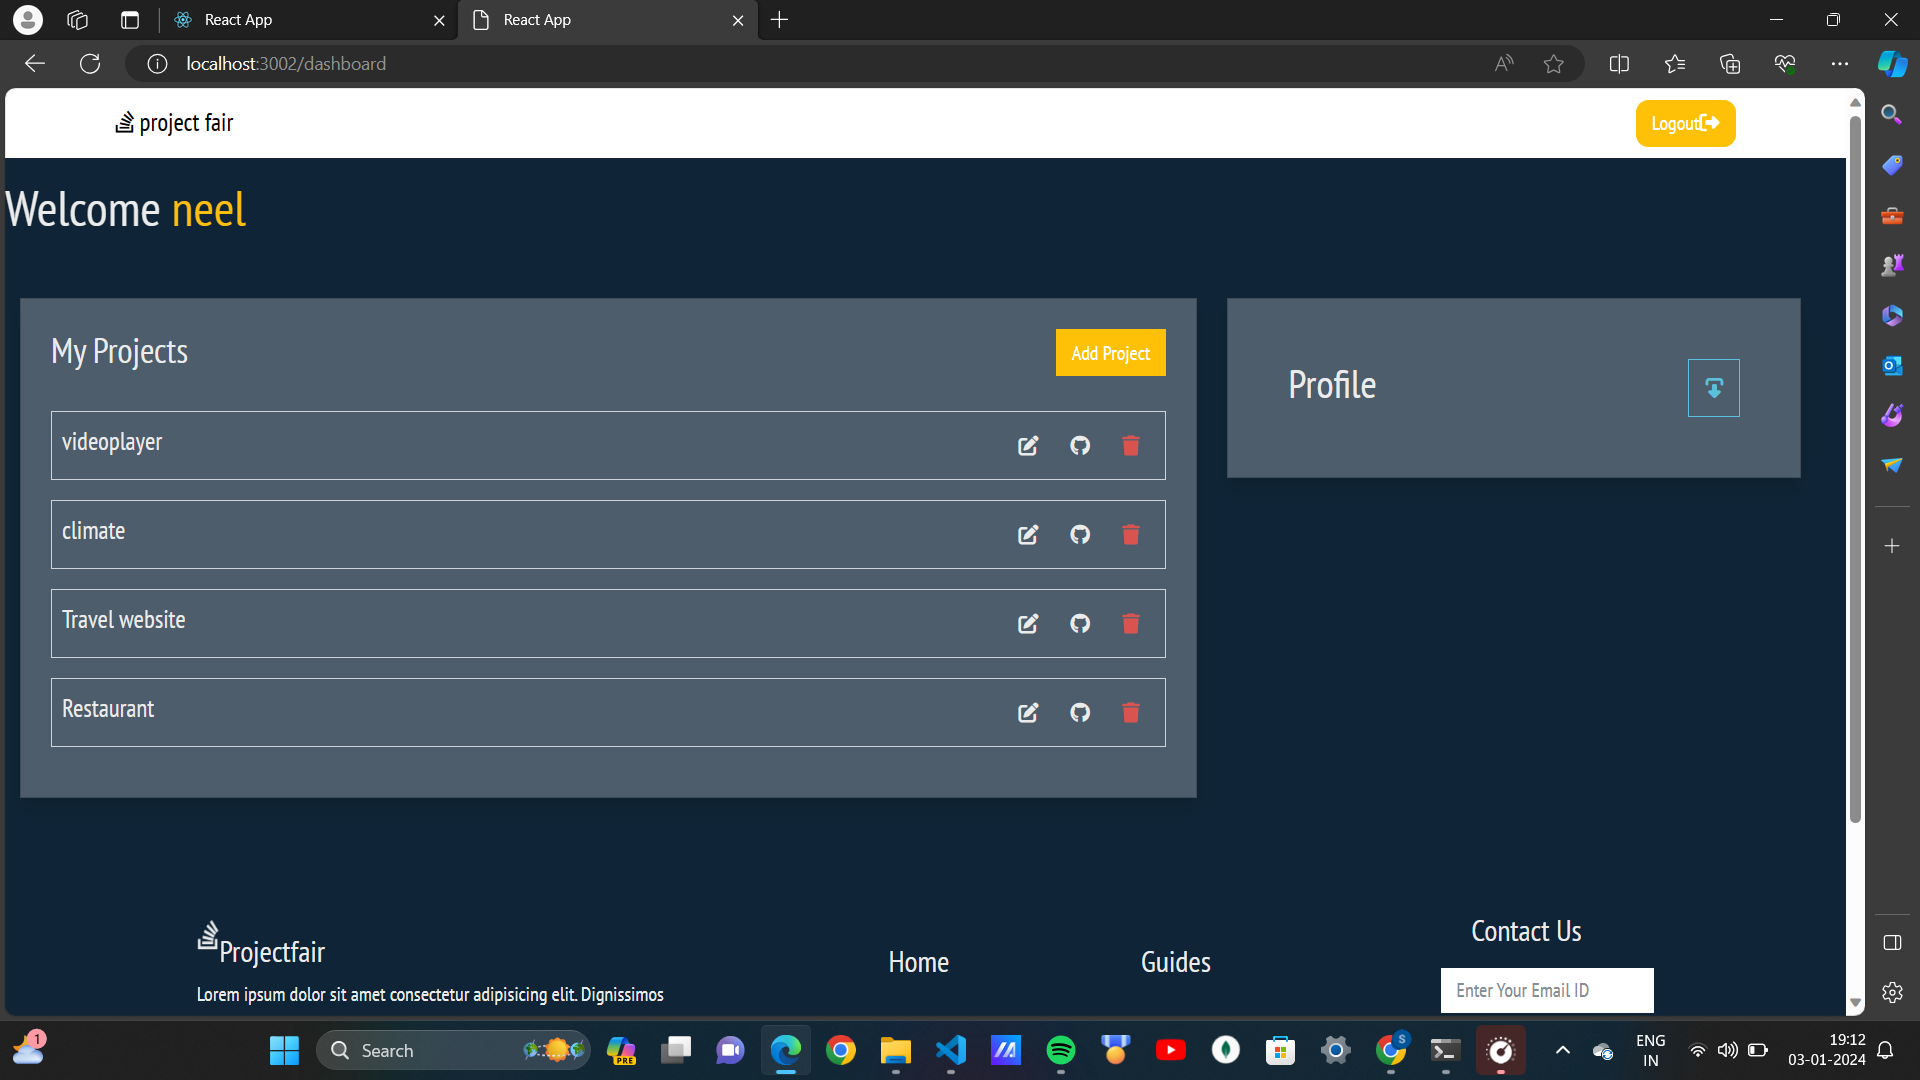 React App
React App
localhost:3002/dashboard
project fair
Logout
Welcome neel
My Projects
Add Project
Profile
videoplayer
climate
Travel website
Restaurant
Projectfair
Lorem ipsum dolor sit amet consectetur adipisicing elit. Dignissimos
Home
Guides
Contact Us
Enter Your Email ID
1
Search
PRE
S
ENG
IN
19:12
03-01-2024